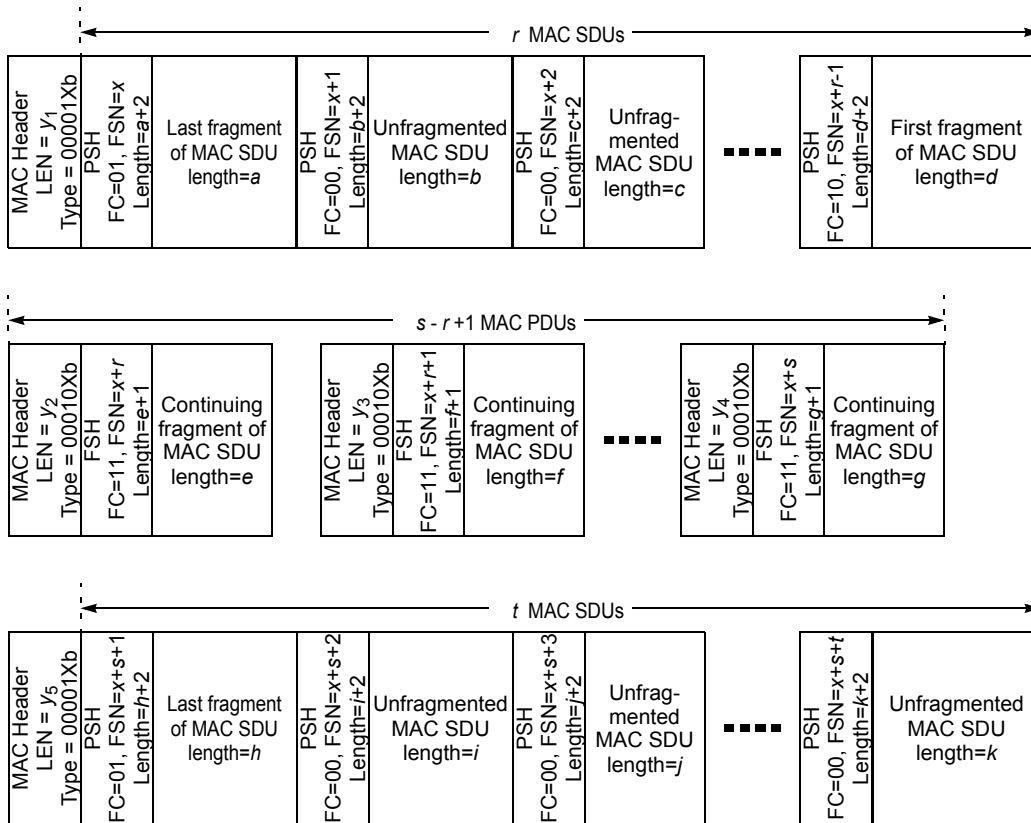 r MAC SDUs
MAC Header
LEN = y1
Type = 00001Xb
PSH
FC=01, FSN=x
Length=a+2
Last fragment
of MAC SDU
length=a
PSH
FC=00, FSN=x+1
Length=b+2
Unfragmented
MAC SDU
length=b
PSH
FC=00, FSN=x+2
Length=c+2
Unfrag-
mented
MAC SDU
length=c
PSH
FC=10, FSN=x+r-1
Length=d+2
First fragment
of MAC SDU
length=d
s - r +1 MAC PDUs
MAC Header
LEN = y2
Type = 00010Xb
FSH
FC=11, FSN=x+r
Length=e+1
Continuing
fragment of
MAC SDU
length=e
MAC Header
LEN = y3
Type = 00010Xb
FSH
FC=11, FSN=x+r+1
Length=f+1
Continuing
fragment of
MAC SDU
length=f
MAC Header
LEN = y4
Type = 00010Xb
FSH
FC=11, FSN=x+s
Length=g+1
Continuing
fragment of
MAC SDU
length=g
t MAC SDUs
MAC Header
LEN = y5
Type = 00001Xb
PSH
FC=01, FSN=x+s+1
Length=h+2
Last fragment
of MAC SDU
length=h
PSH
FC=00, FSN=x+s+2
Length=i+2
Unfragmented
MAC SDU
length=i
PSH
FC=00, FSN=x+s+3
Length=j+2
Unfrag-
mented
MAC SDU
length=j
PSH
FC=00, FSN=x+s+t
Length=k+2
Unfragmented
MAC SDU
length=k